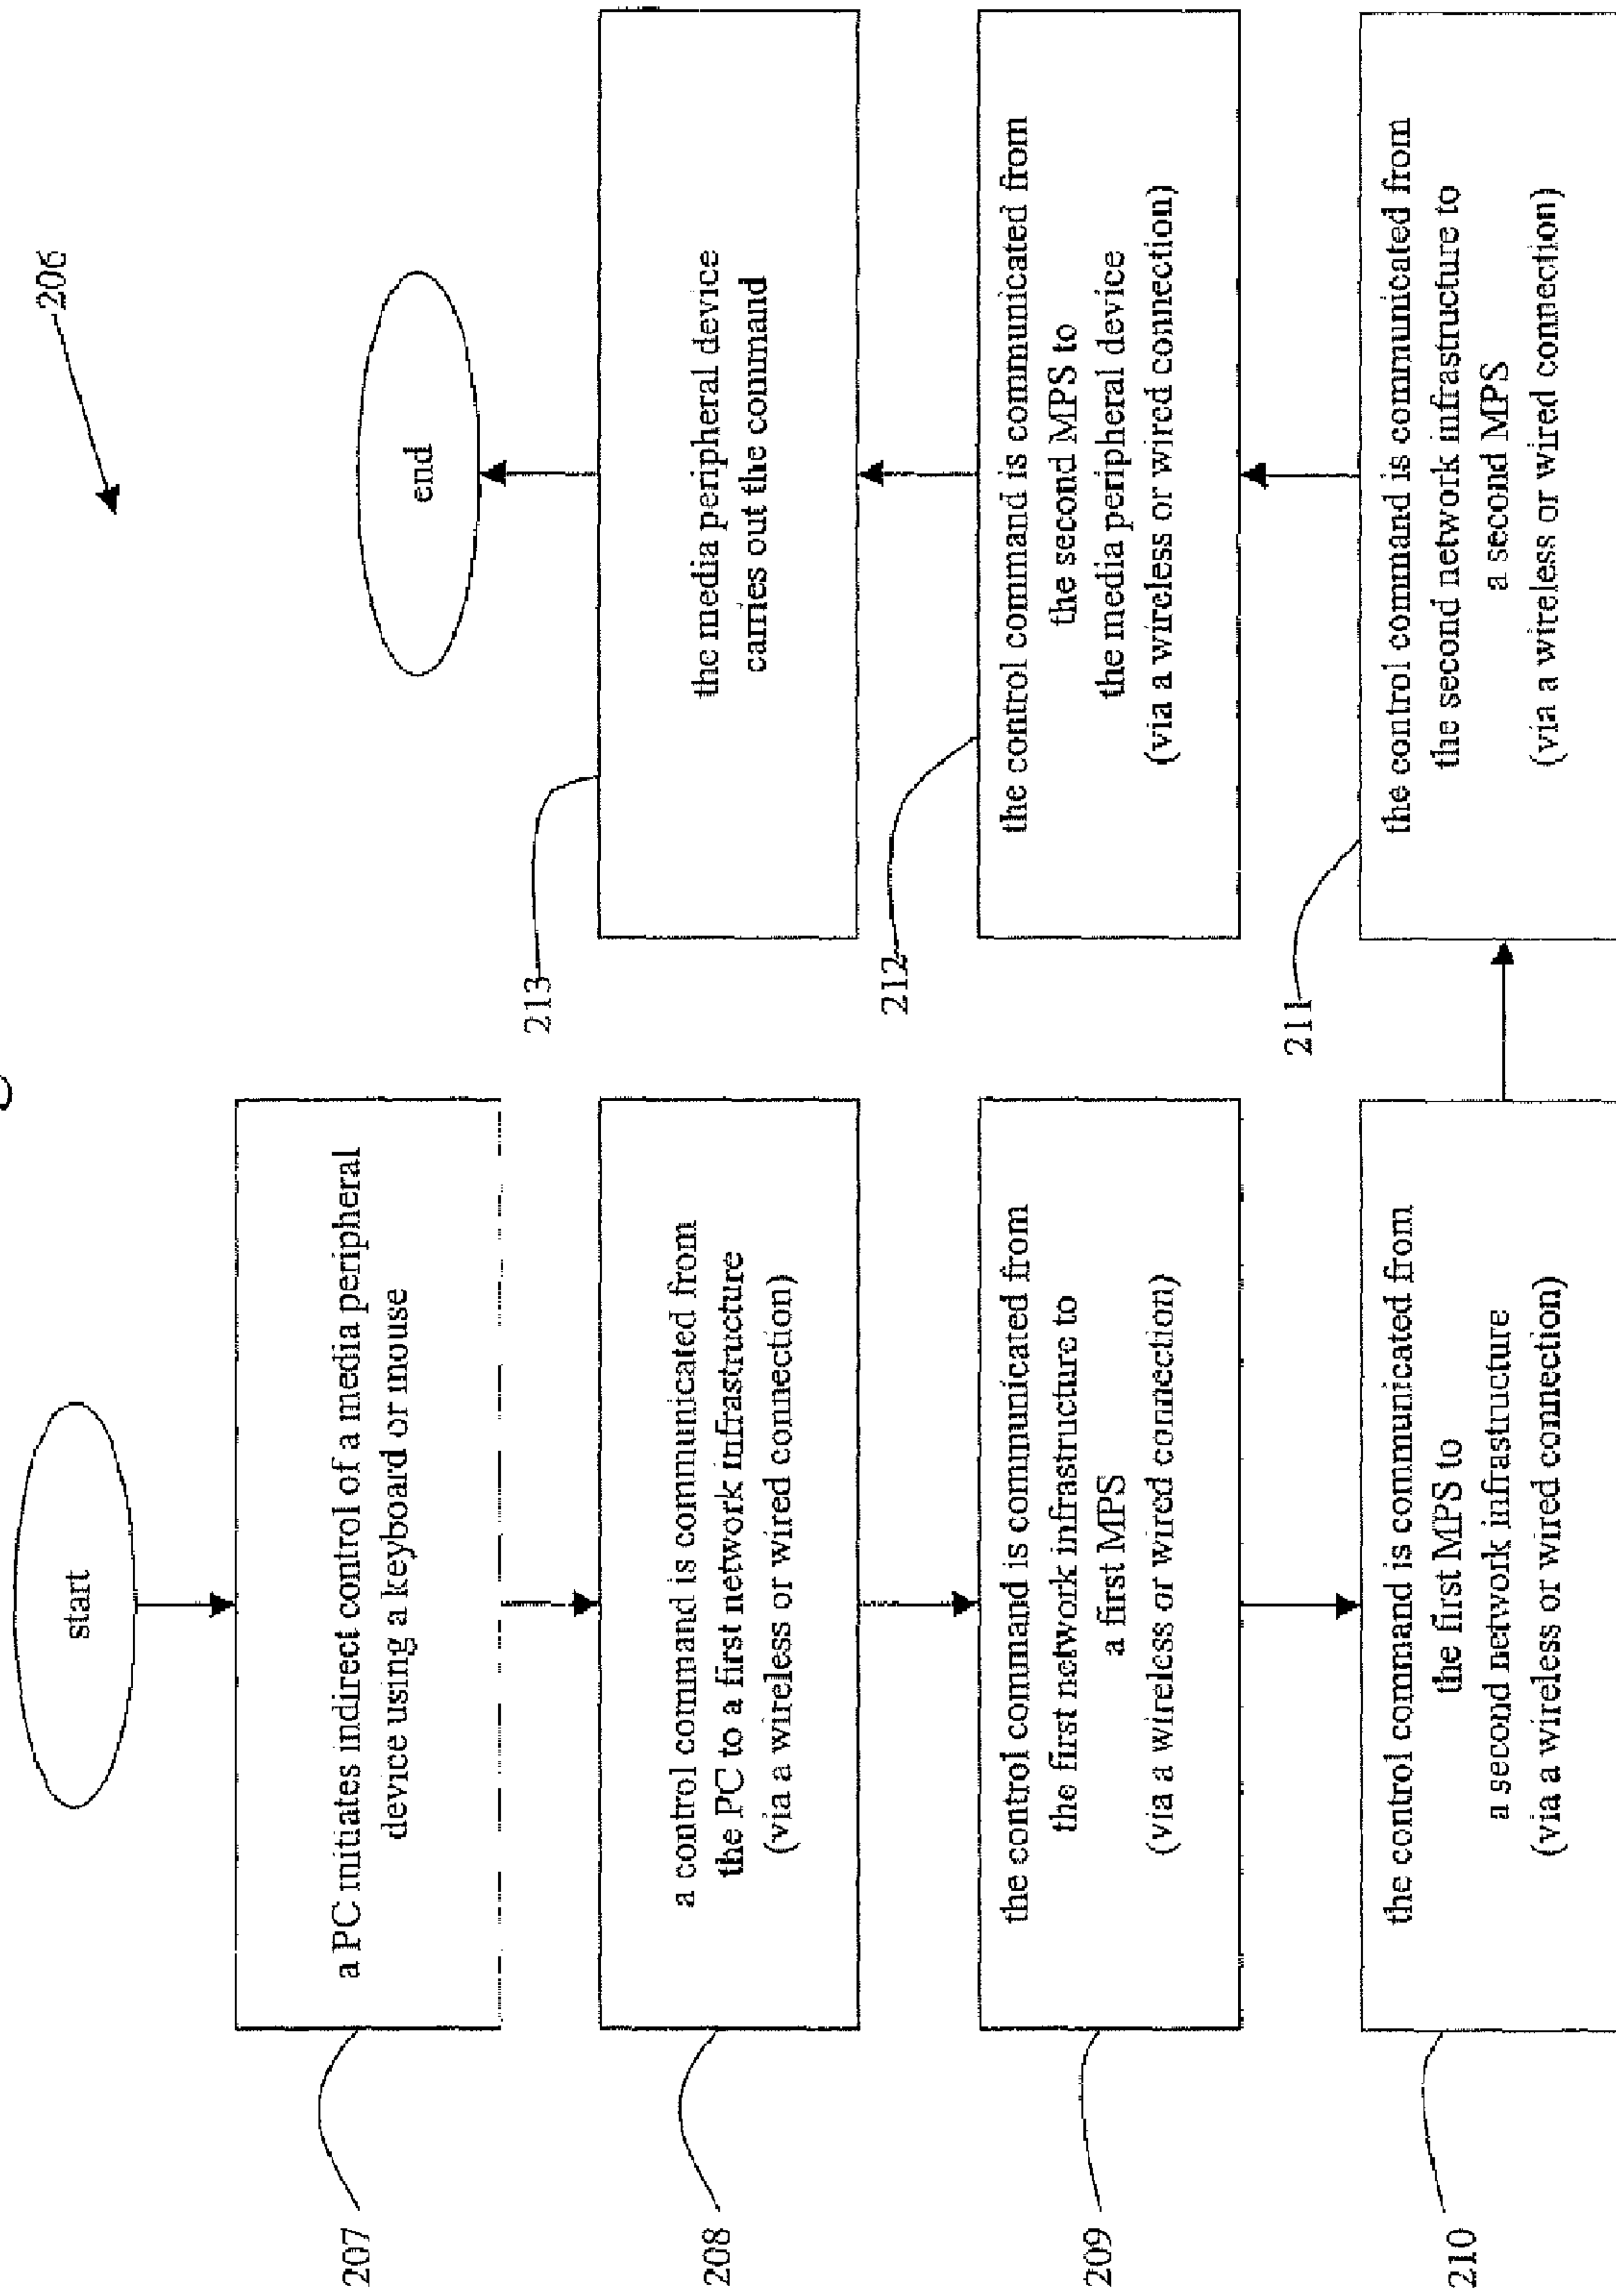 206
start
207
a PC initiates indirect control of a media peripheral
device using a keyboard or mouse
208
a control command is communicated from
the PC to a first network infrastructure
(via a wireless or wired connection)
209
the control command is communicated from
the first network infrastructure to
a first MPS
(via a wireless or wired connection)
210
the control command is communicated from
the first MPS to
a second network infrastructure
(via a wireless or wired connection)
211
the control command is communicated from
the second network infrastructure to
a second MPS
(via a wireless or wired connection)
212
the control command is communicated from
the second MPS to
the media peripheral device
(via a wireless or wired connection)
213
the media peripheral device
carries out the command
end